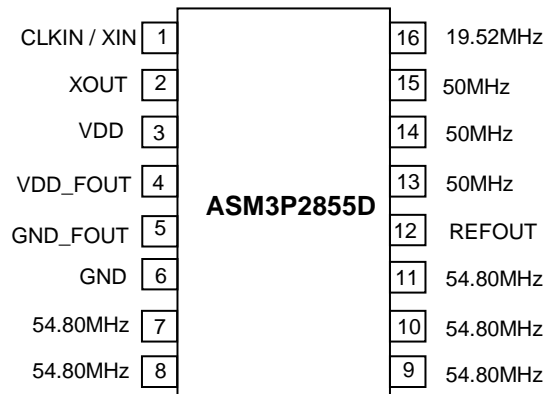 CLKIN / XIN 1 16 19.52MHz
XOUT 2 15 50MHz
VDD 3 14 50MHz
VDD_FOUT 4 13 50MHz
ASM3P2855D
GND_FOUT 5 12 REFOUT
GND 6 11 54.80MHz
54.80MHz 7 10 54.80MHz
54.80MHz 8 9 54.80MHz